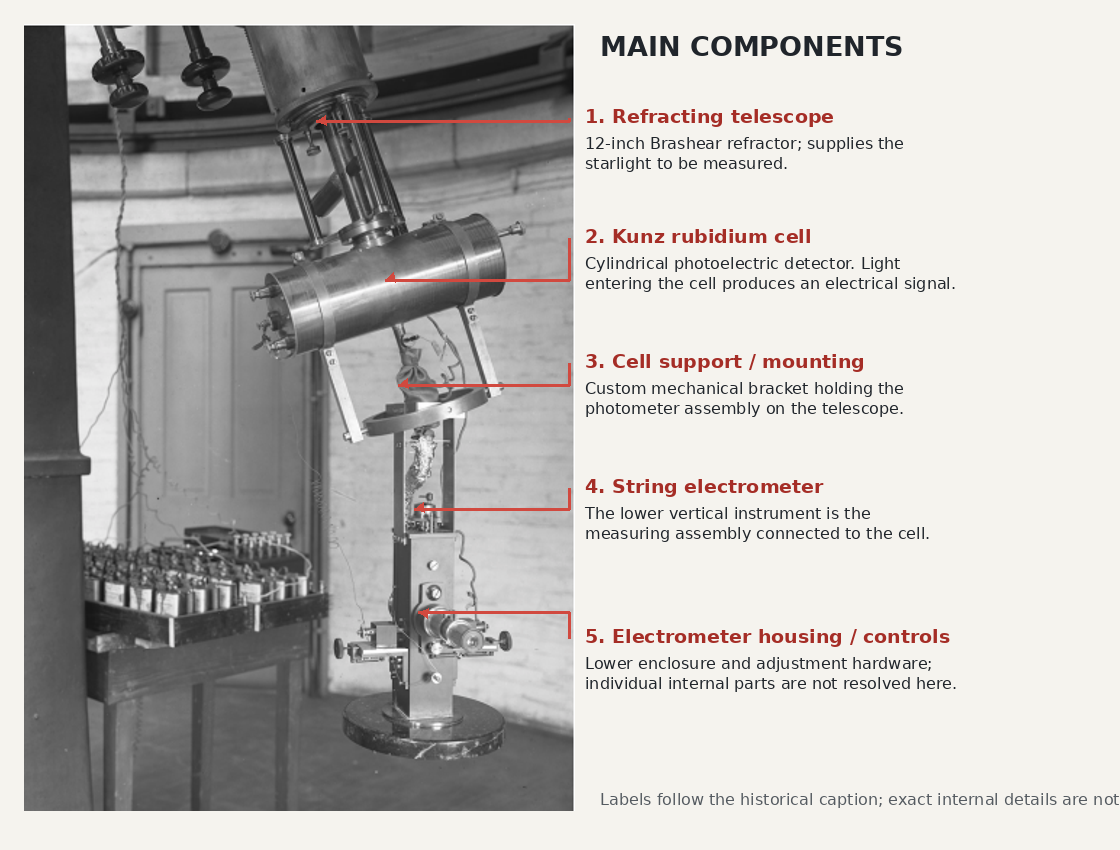 MAIN COMPONENTS
1. Refracting telescope
12-inch Brashear refractor; supplies the
starlight to be measured.
2. Kunz rubidium cell
Cylindrical photoelectric detector. Light
entering the cell produces an electrical signal.
3. Cell support / mounting
Custom mechanical bracket holding the
photometer assembly on the telescope.
4. String electrometer
The lower vertical instrument is the
measuring assembly connected to the cell.
5. Electrometer housing / controls
Lower enclosure and adjustment hardware;
individual internal parts are not resolved here.
Labels follow the historical caption; exact internal details are not